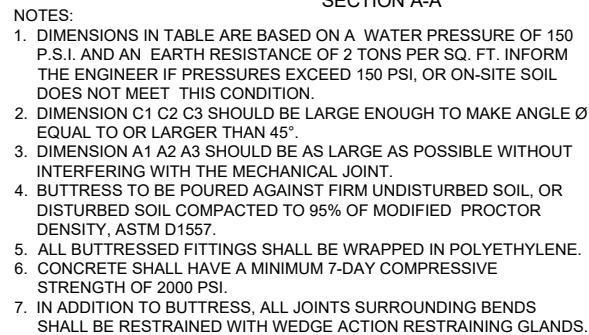 SECTION A-A
NOTES:
1. DIMENSIONS IN TABLE ARE BASED ON A WATER PRESSURE OF 150
P.S.I. AND AN EARTH RESISTANCE OF 2 TONS PER SQ. FT. INFORM
THE ENGINEER IF PRESSURES EXCEED 150 PSI, OR ON-SITE SOIL
DOES NOT MEET THIS CONDITION.
2. DIMENSION C1 C2 C3 SHOULD BE LARGE ENOUGH TO MAKE ANGLE Ø
EQUAL TO OR LARGER THAN 45°.
3. DIMENSION A1 A2 A3 SHOULD BE AS LARGE AS POSSIBLE WITHOUT
INTERFERING WITH THE MECHANICAL JOINT.
4. BUTTRESS TO BE POURED AGAINST FIRM UNDISTURBED SOIL, OR
DISTURBED SOIL COMPACTED TO 95% OF MODIFIED PROCTOR
DENSITY, ASTM D1557.
5. ALL BUTTRESSED FITTINGS SHALL BE WRAPPED IN POLYETHYLENE.
6. CONCRETE SHALL HAVE A MINIMUM 7-DAY COMPRESSIVE
STRENGTH OF 2000 PSI.
7. IN ADDITION TO BUTTRESS, ALL JOINTS SURROUNDING BENDS
SHALL BE RESTRAINED WITH WEDGE ACTION RESTRAINING GLANDS.